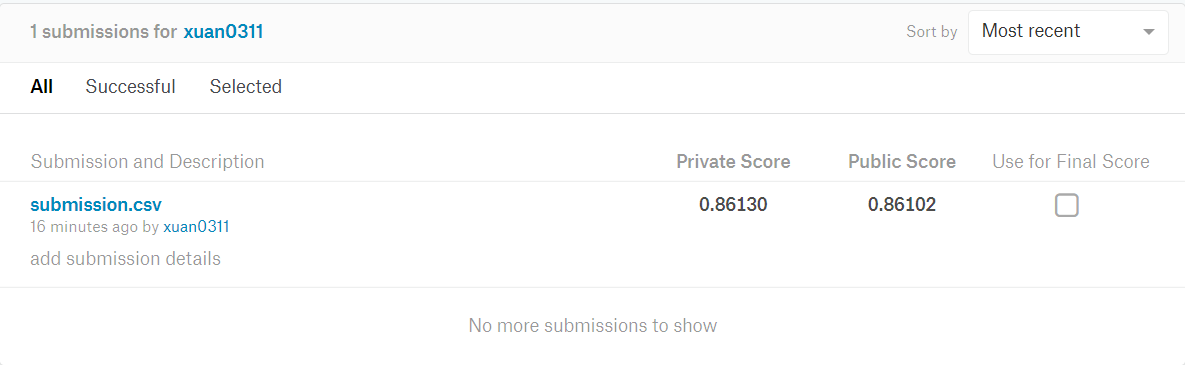 1 submissions for xuan0311
Sort by Most recent
All Successful Selected
Submission and Description Private Score Public Score Use for Final Score
submission.csv 0.86130 0.86102
16 minutes ago by xuan0311
add submission details
No more submissions to show